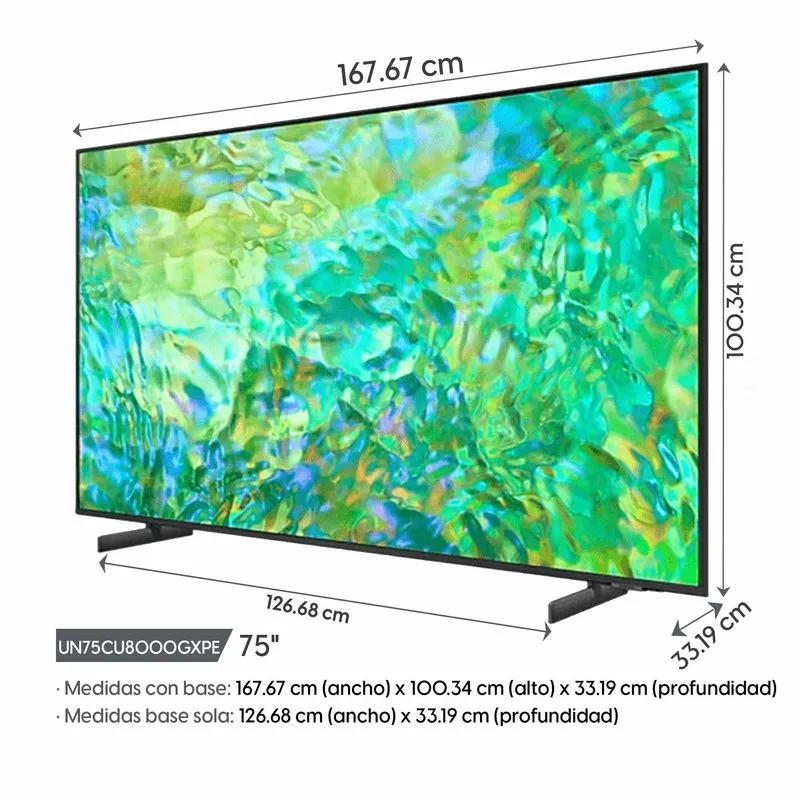 167.67 cm
100.34 cm
126.68 cm
33.19 cm
UN75CU8000GXPE 75"
· Medidas con base: 167.67 cm (ancho) x 100.34 cm (alto) x 33.19 cm (profundidad)
· Medidas base sola: 126.68 cm (ancho) x 33.19 cm (profundidad)